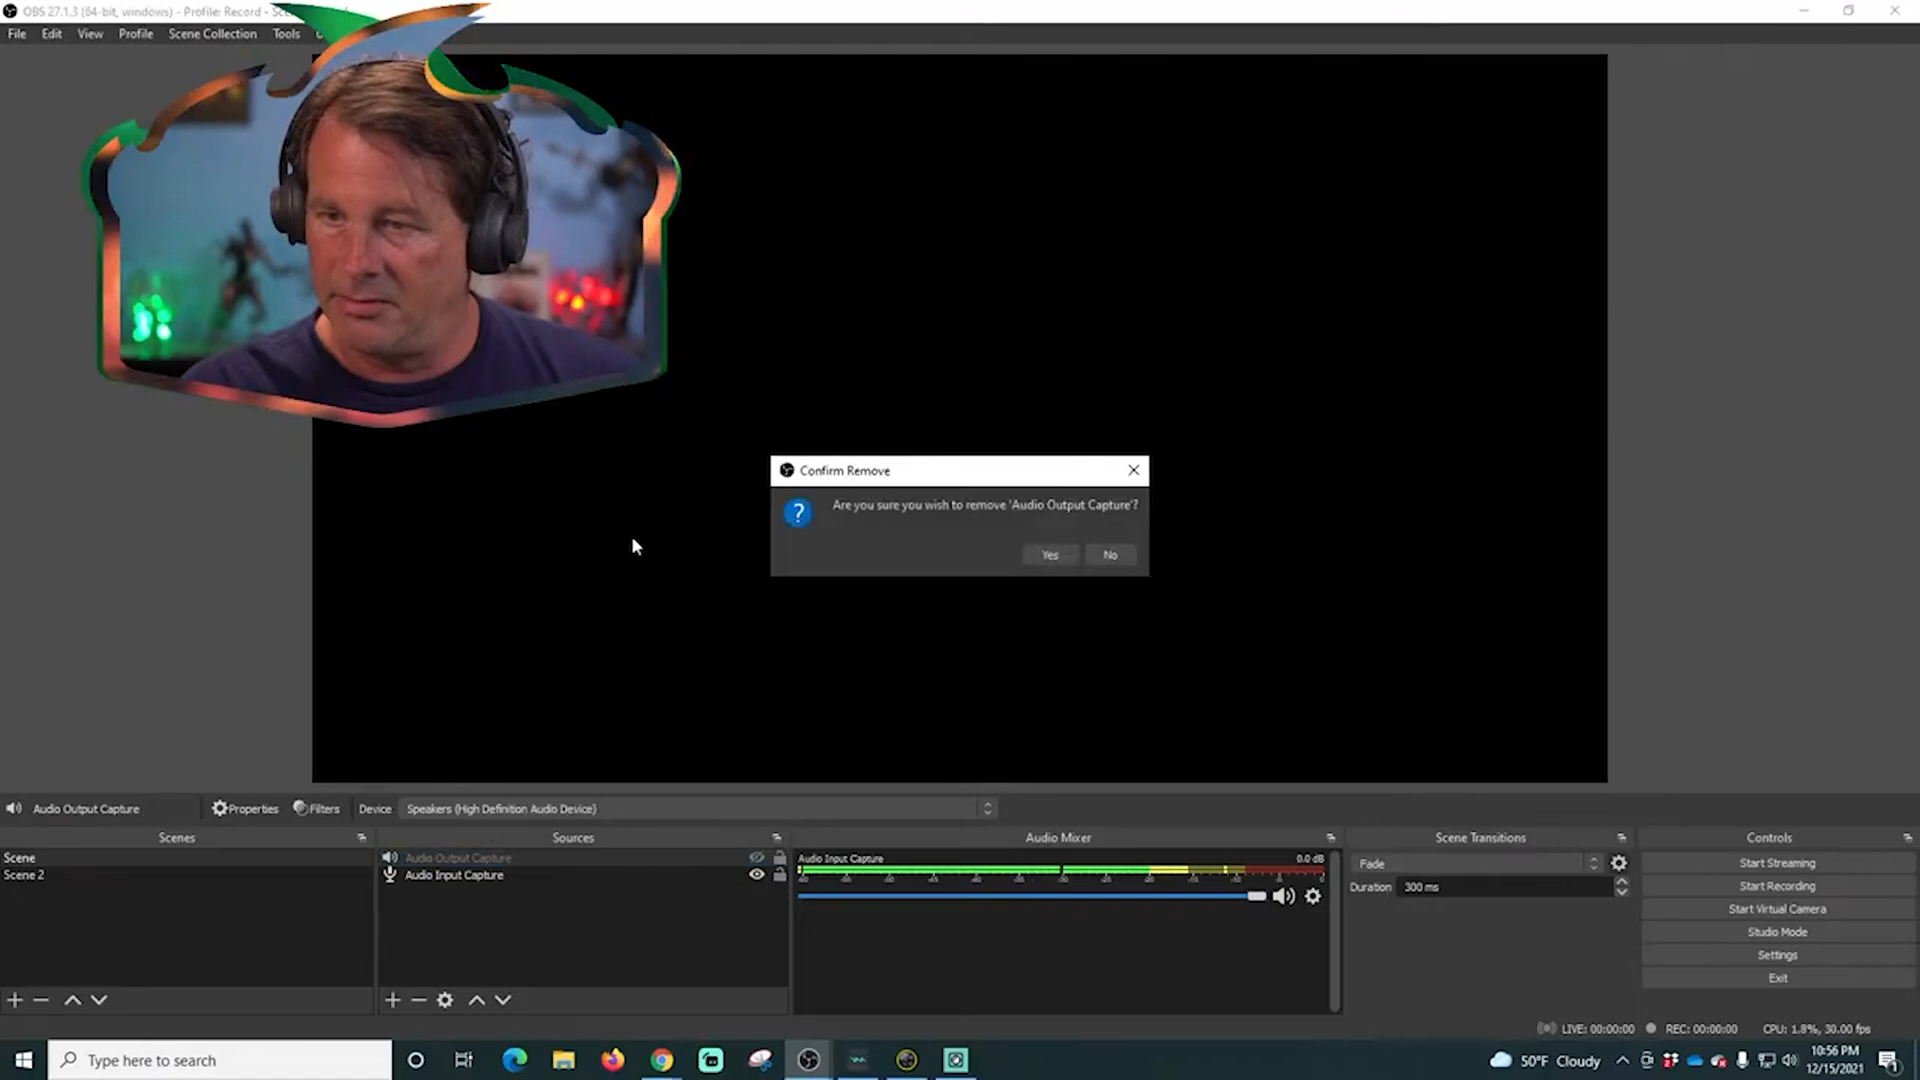 OBS 27.1.3 (64-bit, windows) - Profile: Record - Sc
File Edit View Profile Scene Collection Tools
Confirm Remove
Are you sure you wish to remove 'Audio Output Capture'?
Yes No
Audio Output Capture Properties Filters Device Speakers (High Definition Audio Device)
Scenes Sources Audio Mixer Scene Transitions Controls
Scene
Scene 2
Audio Output Capture
Audio Input Capture
Audio Input Capture 0.0 dB
Fade
Duration 300 ms
Start Streaming
Start Recording
Start Virtual Camera
Studio Mode
Settings
Exit
LIVE: 00:00:00 REC: 00:00:00 CPU: 1.8%, 30.00 fps
Type here to search
50°F Cloudy
10:56 PM
12/15/2021